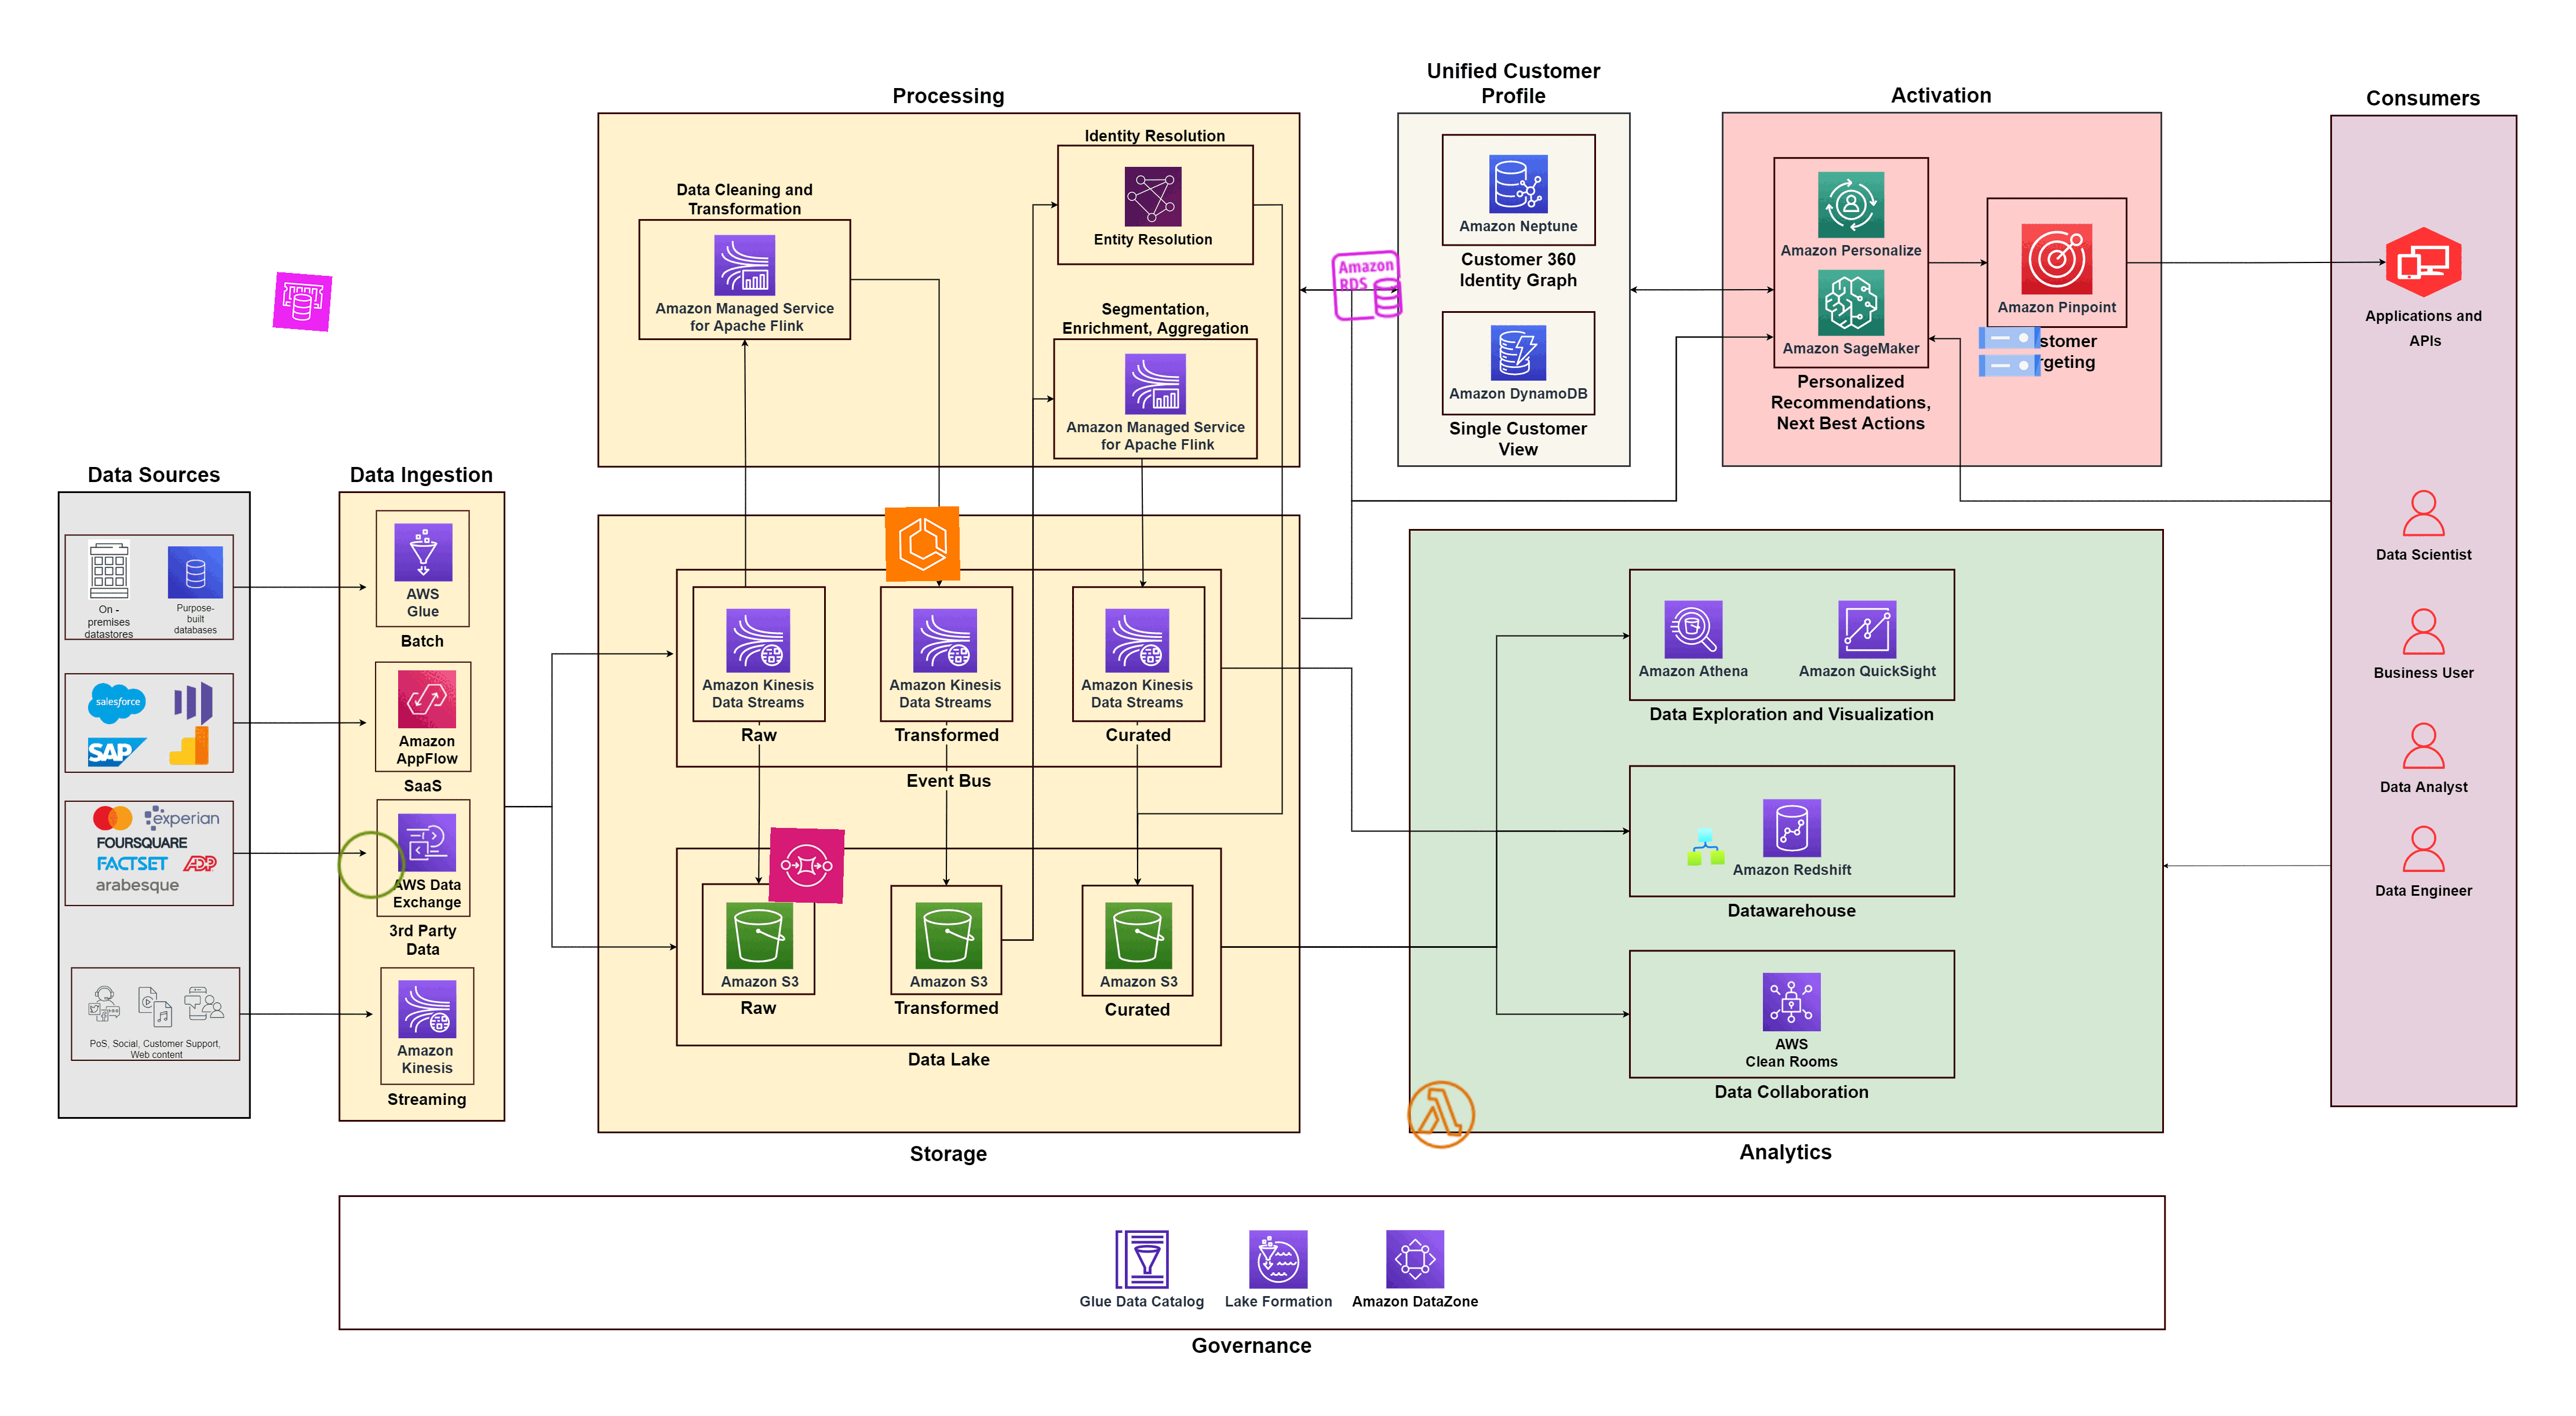 Unified Customer
Profile
Processing
Activation
Consumers
Identity Resolution
Entity Resolution
Data Cleaning and
Transformation
Amazon Managed Service
for Apache Flink
Segmentation,
Enrichment, Aggregation
Amazon Managed Service
for Apache Flink
Amazon
RDS
Amazon Neptune
Customer 360
Identity Graph
Amazon DynamoDB
Single Customer
View
Amazon Personalize
Amazon SageMaker
Personalized
Recommendations,
Next Best Actions
Amazon Pinpoint
stomer
rgeting
Applications and
APIs
Data Scientist
Business User
Data Analyst
Data Engineer
Data Sources
On -
premises
datastores
Purpose-
built
databases
salesforce
SAP
experian
FOURSQUARE
FACTSET
ADP
arabesque
PoS, Social, Customer Support,
Web content
Data Ingestion
AWS
Glue
Batch
Amazon
AppFlow
SaaS
AWS Data
Exchange
3rd Party
Data
Amazon
Kinesis
Streaming
Amazon Kinesis
Data Streams
Raw
Amazon Kinesis
Data Streams
Transformed
Amazon Kinesis
Data Streams
Curated
Event Bus
Amazon S3
Raw
Amazon S3
Transformed
Amazon S3
Curated
Data Lake
Storage
Amazon Athena
Amazon QuickSight
Data Exploration and Visualization
Amazon Redshift
Datawarehouse
AWS
Clean Rooms
Data Collaboration
Analytics
Glue Data Catalog
Lake Formation
Amazon DataZone
Governance